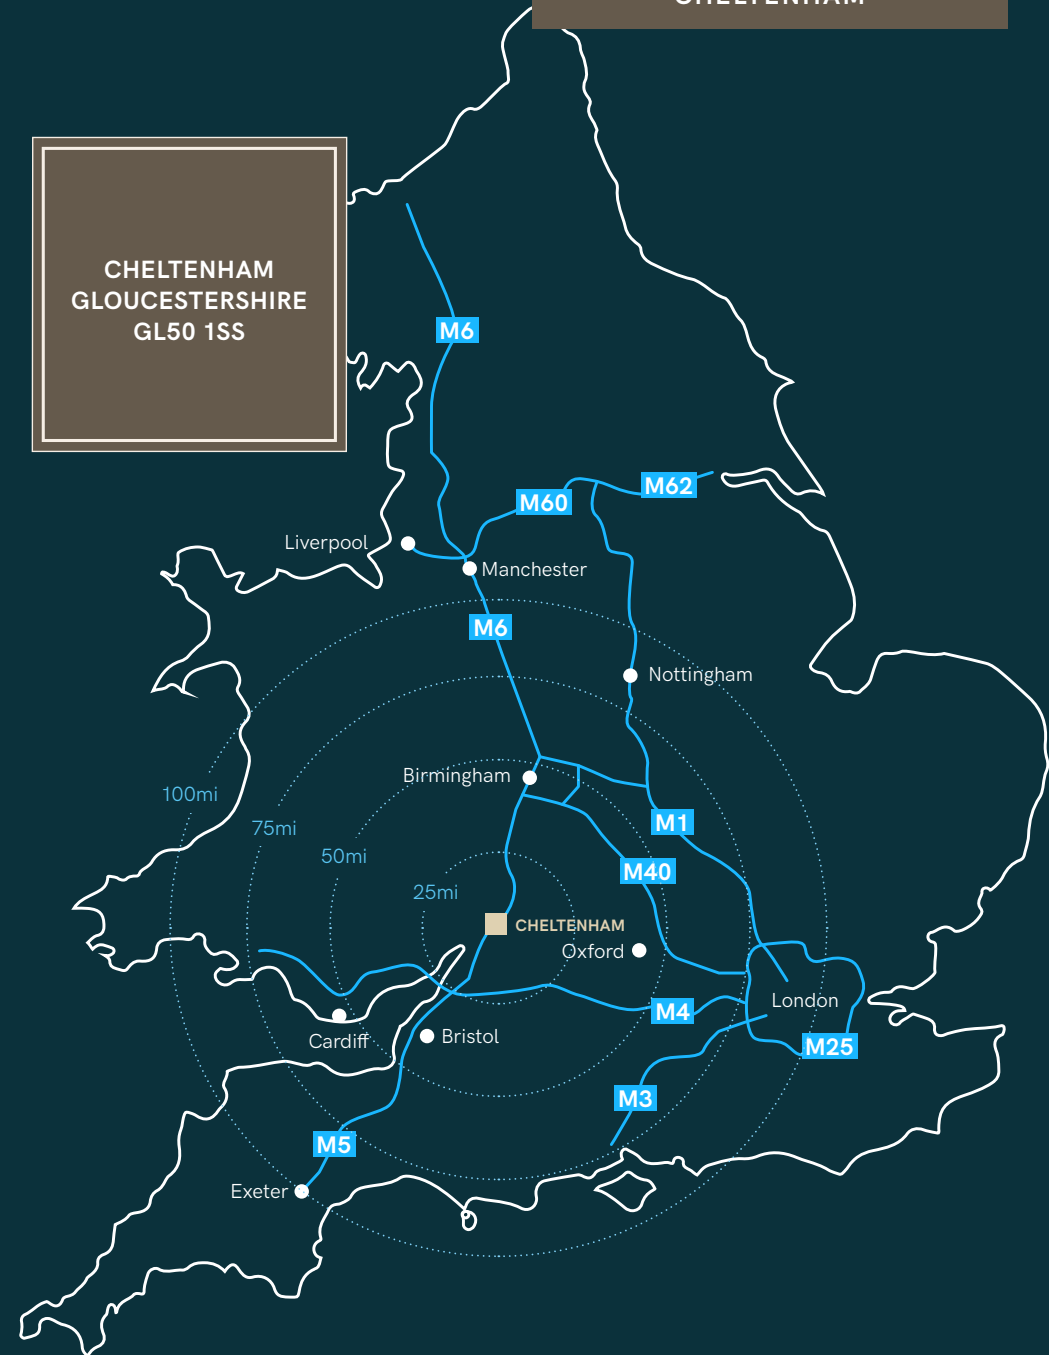 CHELTENHAM
CHELTENHAM
GLOUCESTERSHIRE
GL50 1SS
M6
M62
M60
Liverpool
Manchester
M6
Nottingham
Birmingham
100mi
M1
75mi
50mi
M40
25mi
CHELTENHAM
Oxford
London
M4
Cardiff
Bristol
M25
M3
M5
Exeter